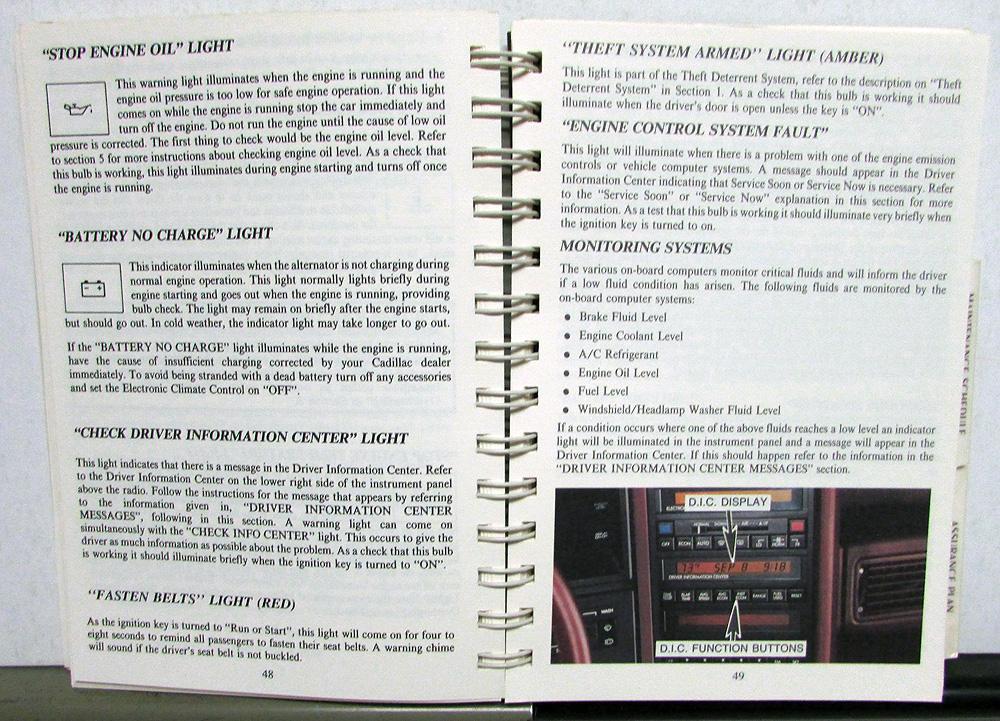 "STOP ENGINE OIL" LIGHT
This warning light illuminates when the engine is running and the
engine oil pressure is too low for safe engine operation. If this light
comes on while the engine is running stop the car immediately and
turn off the engine. Do not run the engine until the cause of low oil
pressure is corrected. The first thing to check would be the engine oil level. Refer
to section 5 for more instructions about checking engine oil level. As a check that
this bulb is working, this light illuminates during engine starting and turns off once
the engine is running.
"BATTERY NO CHARGE" LIGHT
This indicator illuminates when the alternator is not charging during
normal engine operation. This light normally lights briefly during
engine starting and goes out when the engine is running, providing
bulb check. The light may remain on briefly after the engine starts,
but should go out. In cold weather, the indicator light may take longer to go out.
If the "BATTERY NO CHARGE" light illuminates while the engine is running,
have the cause of insufficient charging corrected by your Cadillac dealer
immediately. To avoid being stranded with a dead battery turn off any accessories
and set the Electronic Climate Control on "OFF".
"CHECK DRIVER INFORMATION CENTER" LIGHT
This light indicates that there is a message in the Driver Information Center. Refer
to the Driver Information Center on the lower right side of the instrument panel
above the radio. Follow the instructions for the message that appears by referring
to the information given in, "DRIVER INFORMATION CENTER
MESSAGES", following in this section. A warning light can come on
simultaneously with the "CHECK INFO CENTER" light. This occurs to give the
driver as much information as possible about the problem. As a check that this bulb
is working it should illuminate briefly when the ignition key is turned to "ON".
"FASTEN BELTS" LIGHT (RED)
As the ignition key is turned to "Run or Start", this light will come on for four to
eight seconds to remind all passengers to fasten their seat belts. A warning chime
will sound if the driver's seat belt is not buckled.
48
"THEFT SYSTEM ARMED" LIGHT (AMBER)
This light is part of the Theft Deterrent System, refer to the description on "Theft
Deterrent System" in Section 1. As a check that this bulb is working it should
illuminate when the driver's door is open unless the key is "ON".
"ENGINE CONTROL SYSTEM FAULT"
This light will illuminate when there is a problem with one of the engine emission
controls or vehicle computer systems. A message should appear in the Driver
Information Center indicating that Service Soon or Service Now is necessary. Refer
to the "Service Soon" or "Service Now" explanation in this section for more
information. As a test that this bulb is working it should illuminate very briefly when
the ignition key is turned to on.
MONITORING SYSTEMS
The various on-board computers monitor critical fluids and will inform the driver
if a low fluid condition has arisen. The following fluids are monitored by the
on-board computer systems:
● Brake Fluid Level
● Engine Coolant Level
● A/C Refrigerant
● Engine Oil Level
● Fuel Level
● Windshield/Headlamp Washer Fluid Level
If a condition occurs where one of the above fluids reaches a low level an indicator
light will be illuminated in the instrument panel and a message will appear in the
Driver Information Center. If this should happen refer to the information in the
"DRIVER INFORMATION CENTER MESSAGES" section.
D.I.C. DISPLAY
OFF ECON AUTO
73° SEP 8 9:18
DRIVER INFORMATION CENTER
RANGE
RESET
WASH
D.I.C. FUNCTION BUTTONS
49
MAINTENANCE SCHEDULE
ASSURANCE PLAN